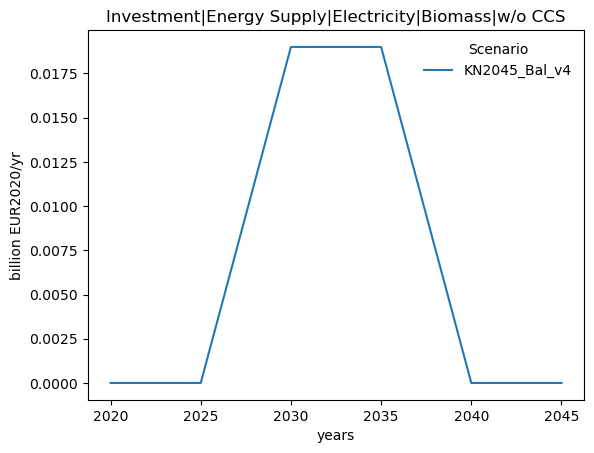 Investment|Energy Supply|Electricity|Biomass|w/o CCS
Scenario
KN2045_Bal_v4
billion EUR2020/yr
0.0175
0.0150
0.0125
0.0100
0.0075
0.0050
0.0025
0.0000
2020 2025 2030 2035 2040 2045
years